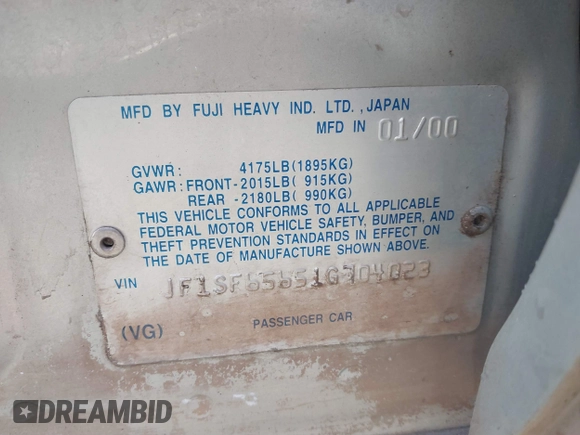 MFD BY FUJI HEAVY IND. LTD., JAPAN
MFD IN 01/00
GVWR: 4175LB(1895KG)
GAWR: FRONT-2015LB( 915KG)
REAR -2180LB( 990KG)
THIS VEHICLE CONFORMS TO ALL APPLICABLE
FEDERAL MOTOR VEHICLE SAFETY, BUMPER, AND
THEFT PREVENTION STANDARDS IN EFFECT ON
THE DATE OF MANUFACTURE SHOWN ABOVE.
VIN
(VG) PASSENGER CAR
DREAMBID